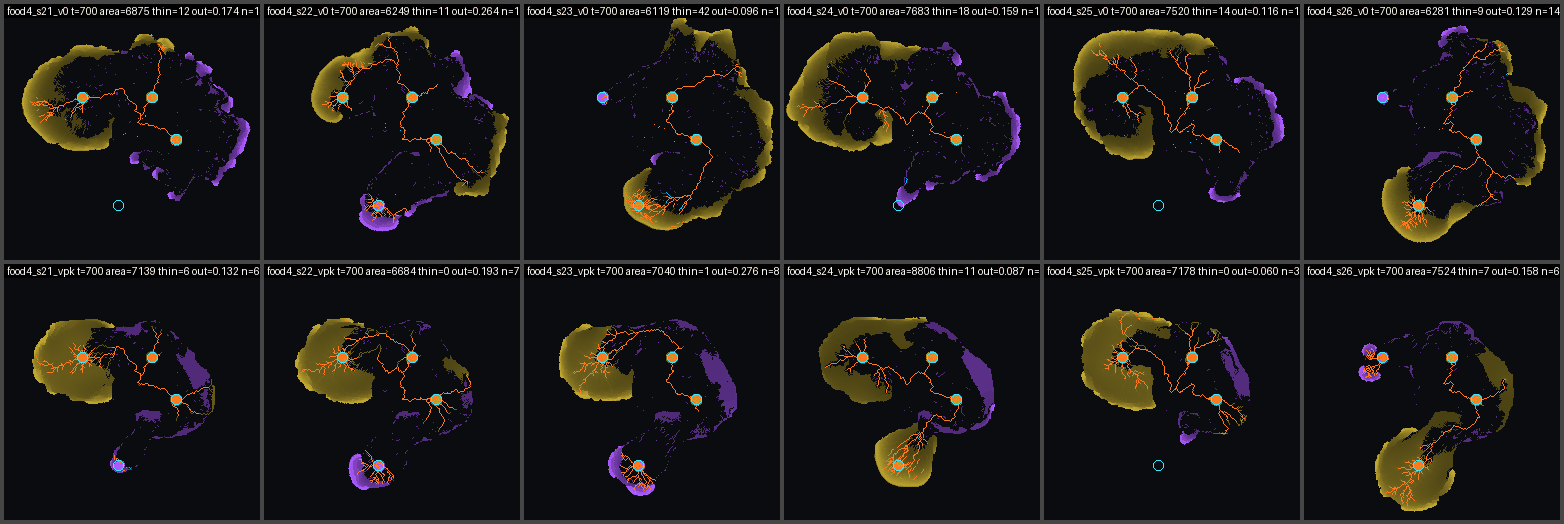 food4_s21_v0 t=700 area=6875 thin=12 out=0.174 n=1
food4_s22_v0 t=700 area=6249 thin=11 out=0.264 n=1
food4_s23_v0 t=700 area=6119 thin=42 out=0.096 n=1
food4_s24_v0 t=700 area=7683 thin=18 out=0.159 n=1
food4_s25_v0 t=700 area=7520 thin=14 out=0.116 n=1
food4_s26_v0 t=700 area=6281 thin=9 out=0.129 n=14
food4_s21_vpk t=700 area=7139 thin=6 out=0.132 n=6
food4_s22_vpk t=700 area=6684 thin=0 out=0.193 n=7
food4_s23_vpk t=700 area=7040 thin=1 out=0.276 n=8
food4_s24_vpk t=700 area=8806 thin=11 out=0.087 n=
food4_s25_vpk t=700 area=7178 thin=0 out=0.060 n=3
food4_s26_vpk t=700 area=7524 thin=7 out=0.158 n=6